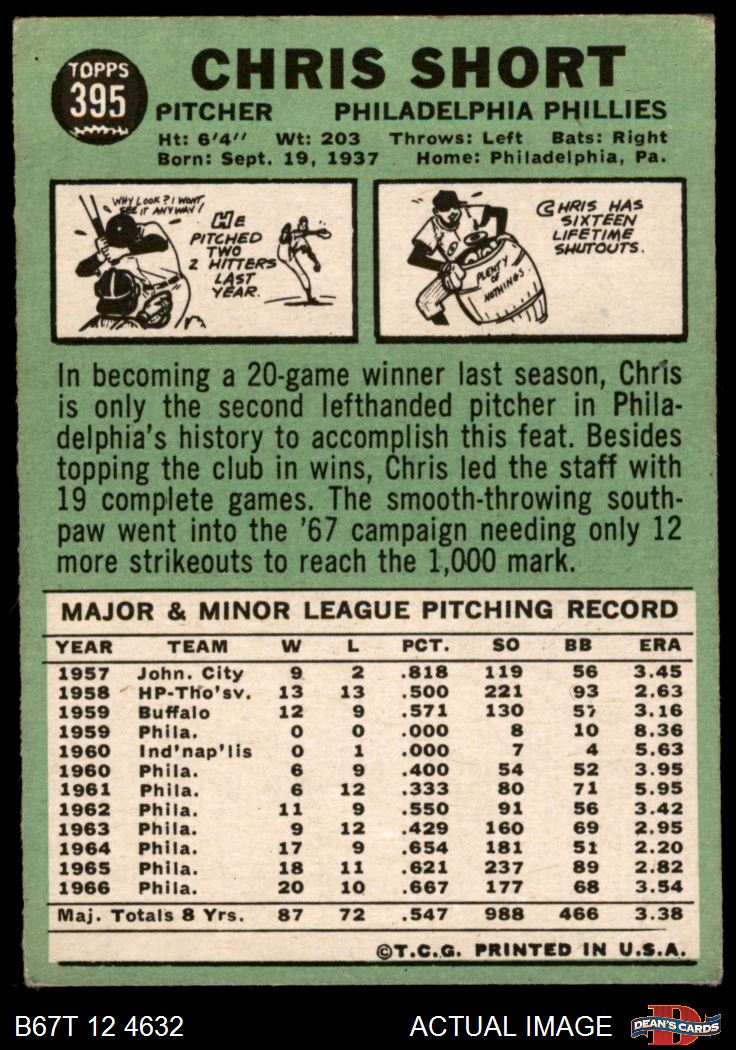 TOPPS
395
CHRIS SHORT
PITCHER PHILADELPHIA PHILLIES
Ht: 6'4" Wt: 203 Throws: Left Bats: Right
Born: Sept. 19, 1937 Home: Philadelphia, Pa.
WHY LOOK? I WON'T
SEE IT ANYWAY!
HE
PITCHED
TWO
2 HITTERS
LAST
YEAR.
CHRIS HAS
SIXTEEN
LIFETIME
SHUTOUTS.
PLENTY
OF
NOTHINGS
In becoming a 20-game winner last season, Chris
is only the second lefthanded pitcher in Phila-
delphia's history to accomplish this feat. Besides
topping the club in wins, Chris led the staff with
19 complete games. The smooth-throwing south-
paw went into the '67 campaign needing only 12
more strikeouts to reach the 1,000 mark.
MAJOR & MINOR LEAGUE PITCHING RECORD
YEAR TEAM W L PCT. SO BB ERA
1957 John. City 9 2 .818 119 56 3.45
1958 HP-Tho'sv. 13 13 .500 221 93 2.63
1959 Buffalo 12 9 .571 130 57 3.16
1959 Phila. 0 0 .000 8 10 8.36
1960 Ind'nap'lis 0 1 .000 7 4 5.63
1960 Phila. 6 9 .400 54 52 3.95
1961 Phila. 6 12 .333 80 71 5.95
1962 Phila. 11 9 .550 91 56 3.42
1963 Phila. 9 12 .429 160 69 2.95
1964 Phila. 17 9 .654 181 51 2.20
1965 Phila. 18 11 .621 237 89 2.82
1966 Phila. 20 10 .667 177 68 3.54
Maj. Totals 8 Yrs. 87 72 .547 988 466 3.38
©T.C.G. PRINTED IN U.S.A.
B67T 12 4632 ACTUAL IMAGE
D
DEAN'S CARDS